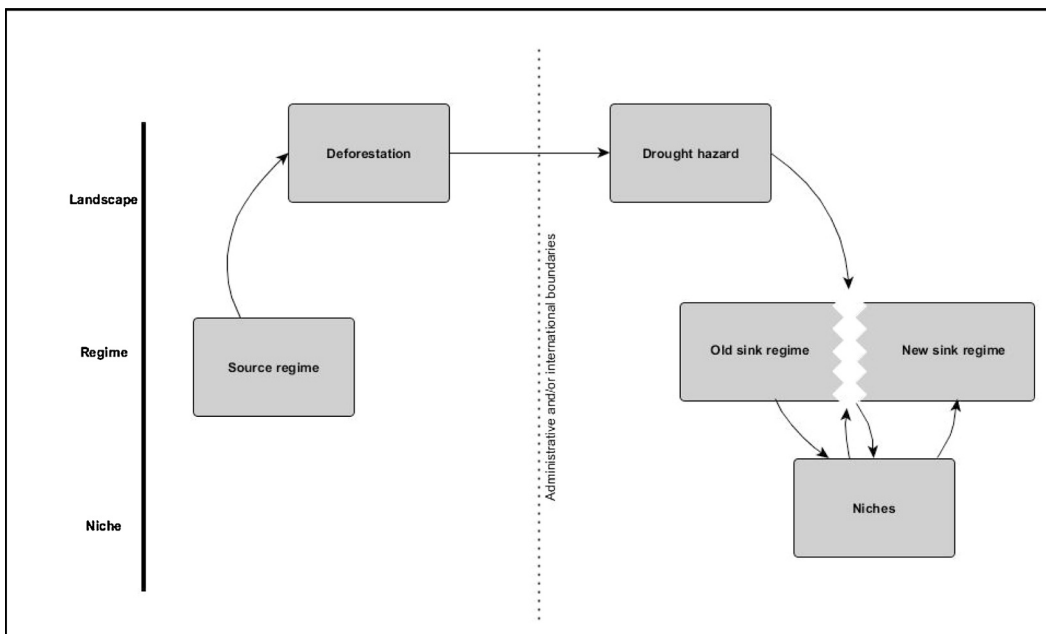 Deforestation
Drought hazard
Landscape
Administrative and/or international boundaries
Regime
Source regime
Old sink regime
New sink regime
Niche
Niches